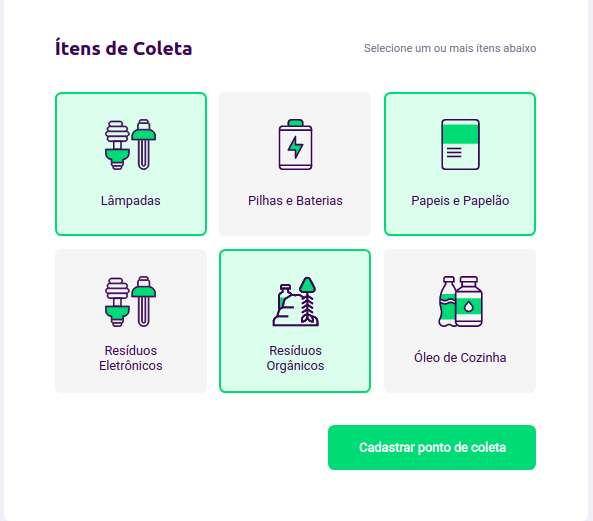 Ítens de Coleta
Selecione um ou mais ítens abaixo
Lâmpadas
Pilhas e Baterias
Papeis e Papelão
Resíduos
Eletrônicos
Resíduos
Orgânicos
Óleo de Cozinha
Cadastrar ponto de coleta